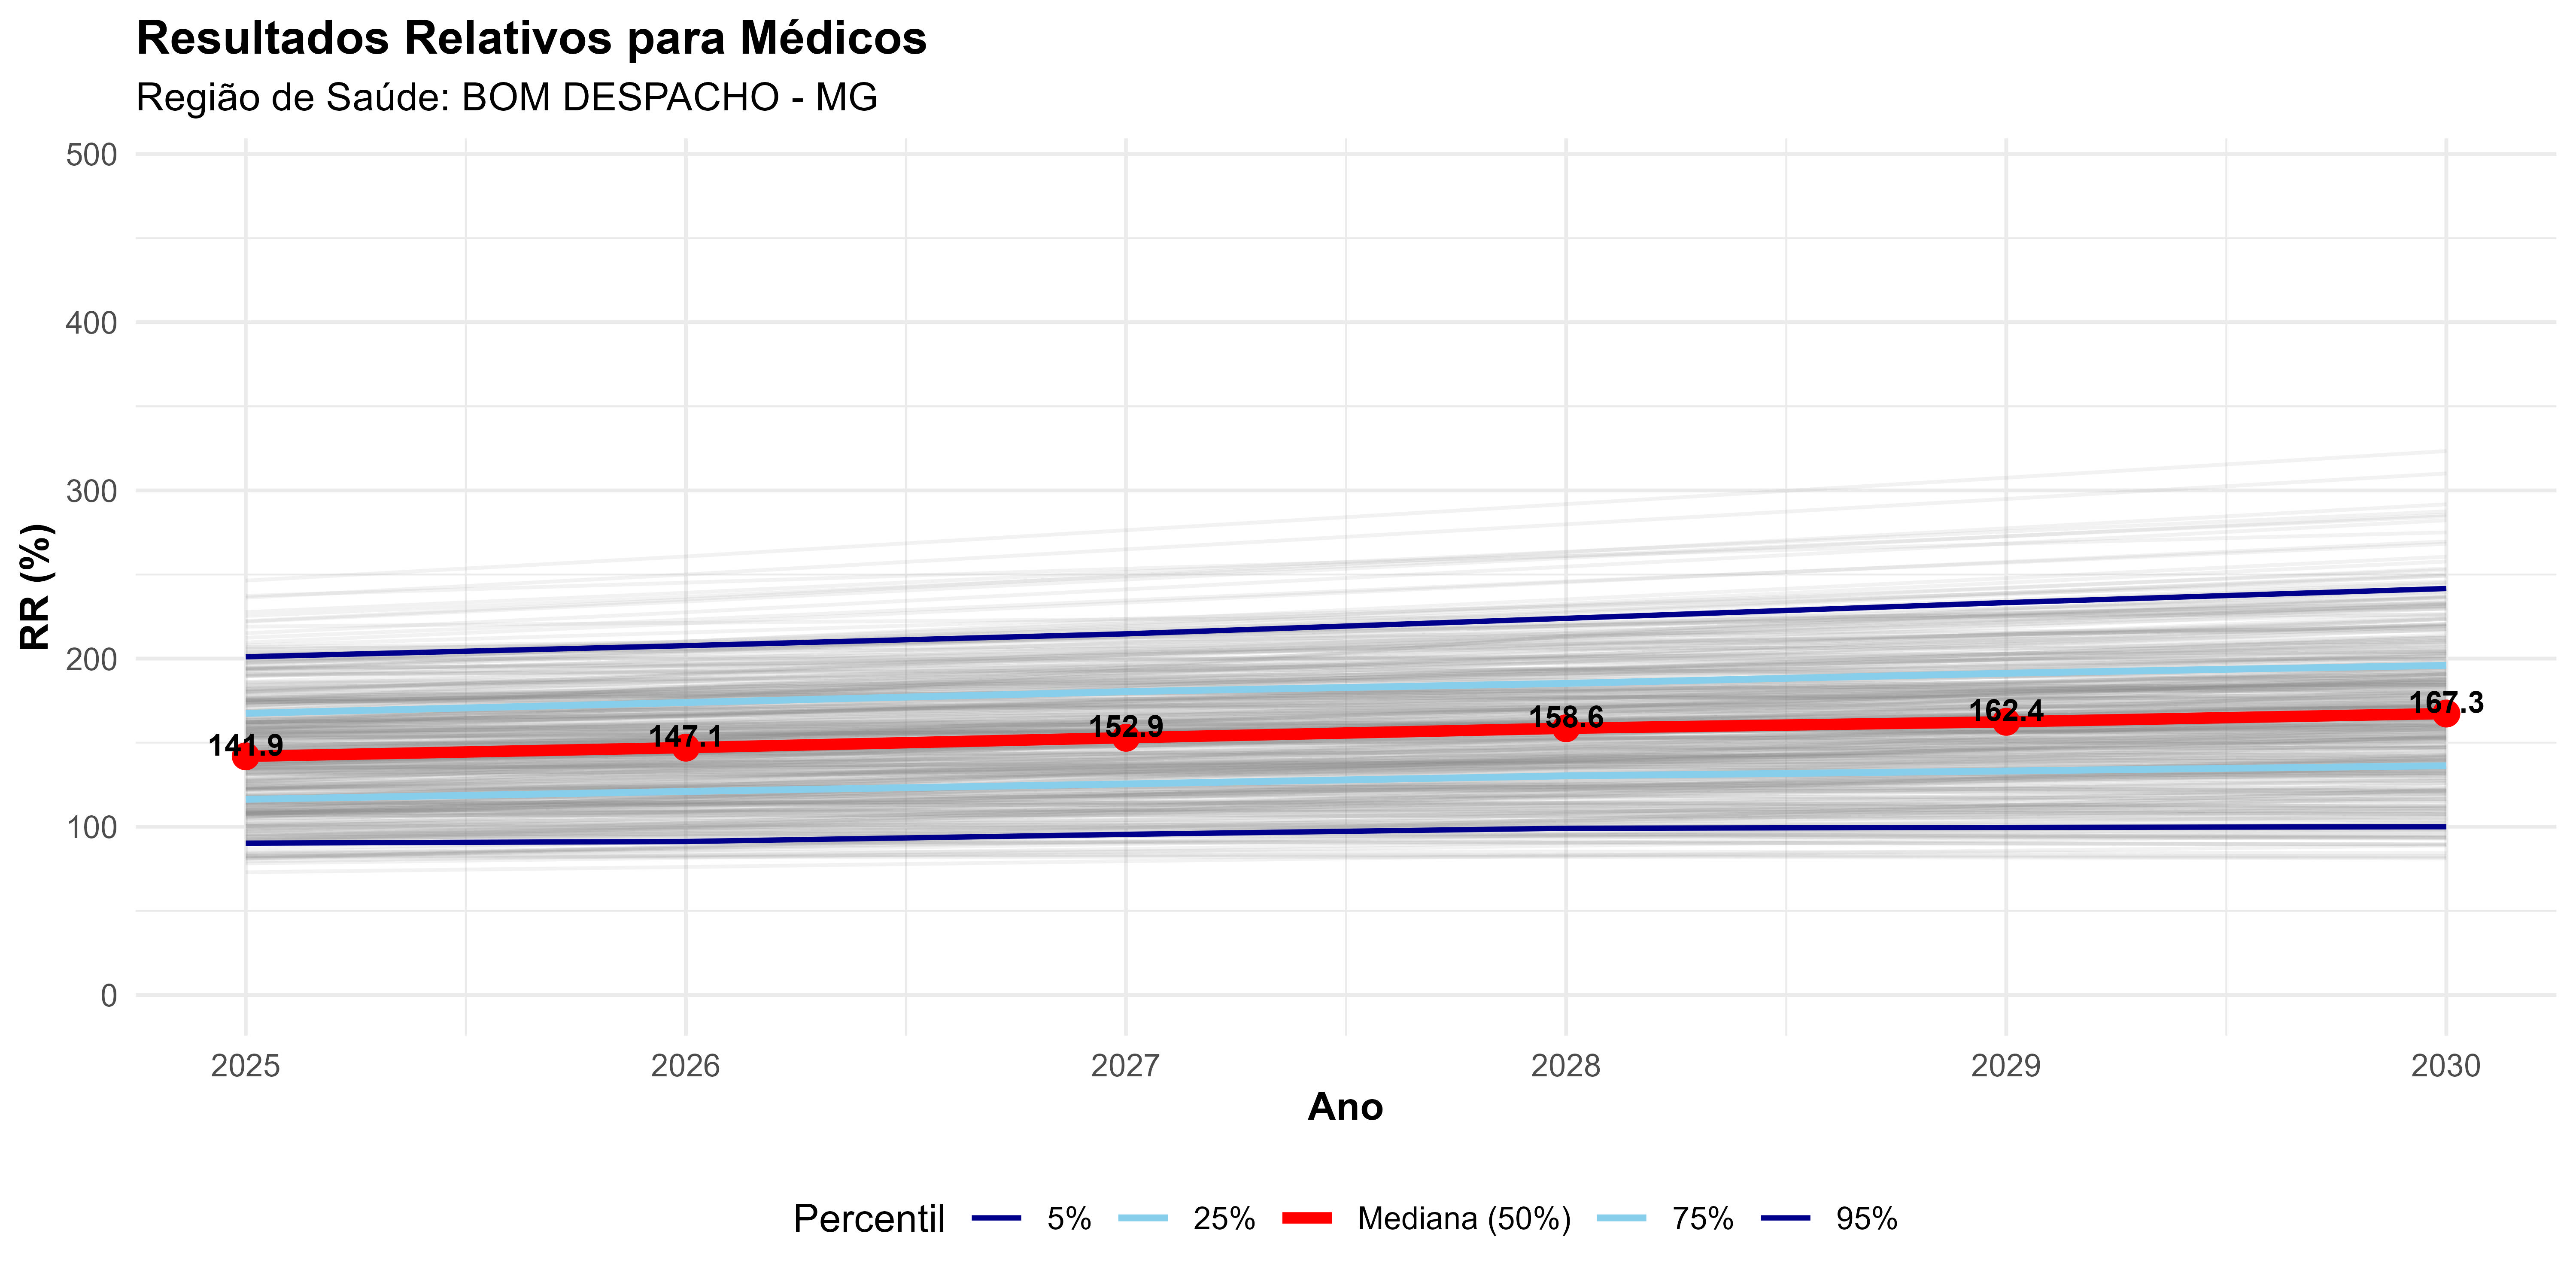 Resultados Relativos para Médicos
Região de Saúde: BOM DESPACHO - MG
500
400
300
200
100
0
RR (%)
141.9
147.1
152.9
158.6
162.4
167.3
2025 2026 2027 2028 2029 2030
Ano
Percentil 5% 25% Mediana (50%) 75% 95%